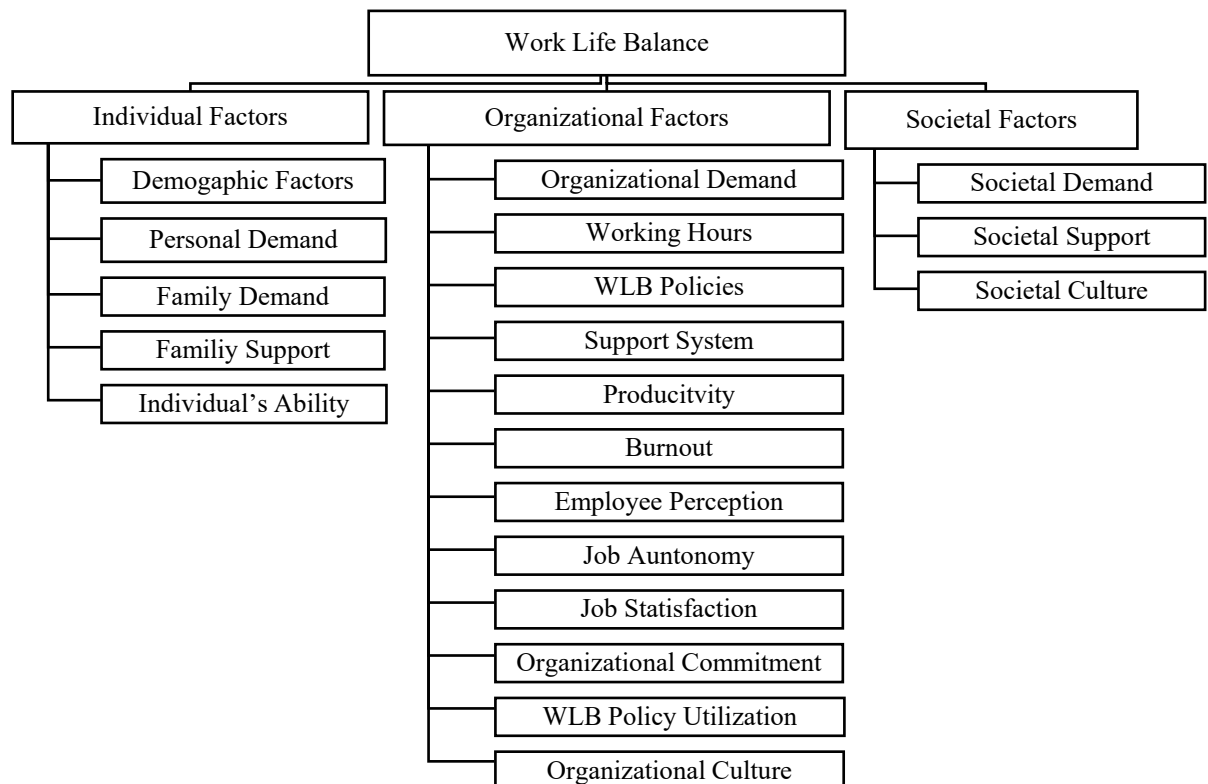 Work Life Balance
Individual Factors
Demogaphic Factors
Personal Demand
Family Demand
Familiy Support
Individual’s Ability
Organizational Factors
Organizational Demand
Working Hours
WLB Policies
Support System
Producitvity
Burnout
Employee Perception
Job Auntonomy
Job Statisfaction
Organizational Commitment
WLB Policy Utilization
Organizational Culture
Societal Factors
Societal Demand
Societal Support
Societal Culture